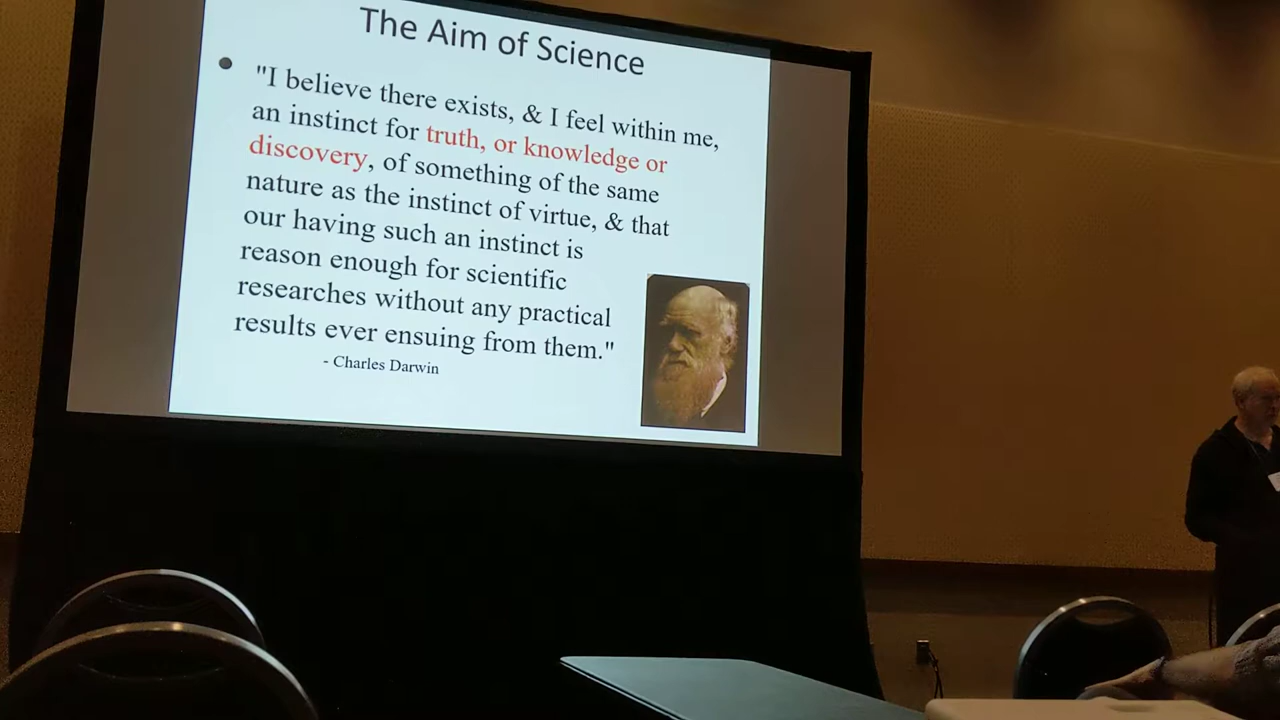 The Aim of Science
• "I believe there exists, & I feel within me,
an instinct for truth, or knowledge or
discovery, of something of the same
nature as the instinct of virtue, & that
our having such an instinct is
reason enough for scientific
researches without any practical
results ever ensuing from them."
- Charles Darwin